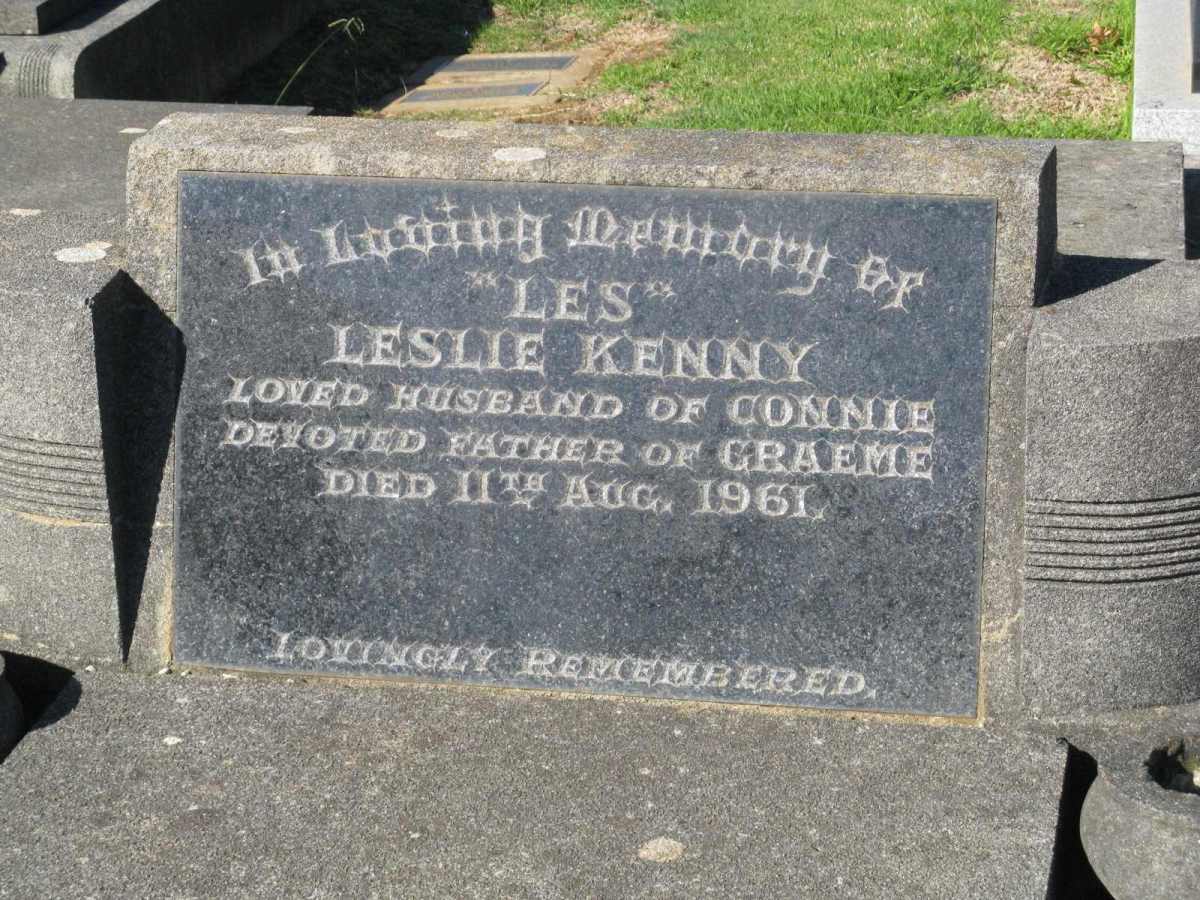 In Loving Memory of
"LES"
LESLIE KENNY
LOVED HUSBAND OF CONNIE
DEVOTED FATHER OF GRAEME
DIED 11TH AUG. 1961.
LOVINGLY REMEMBERED.